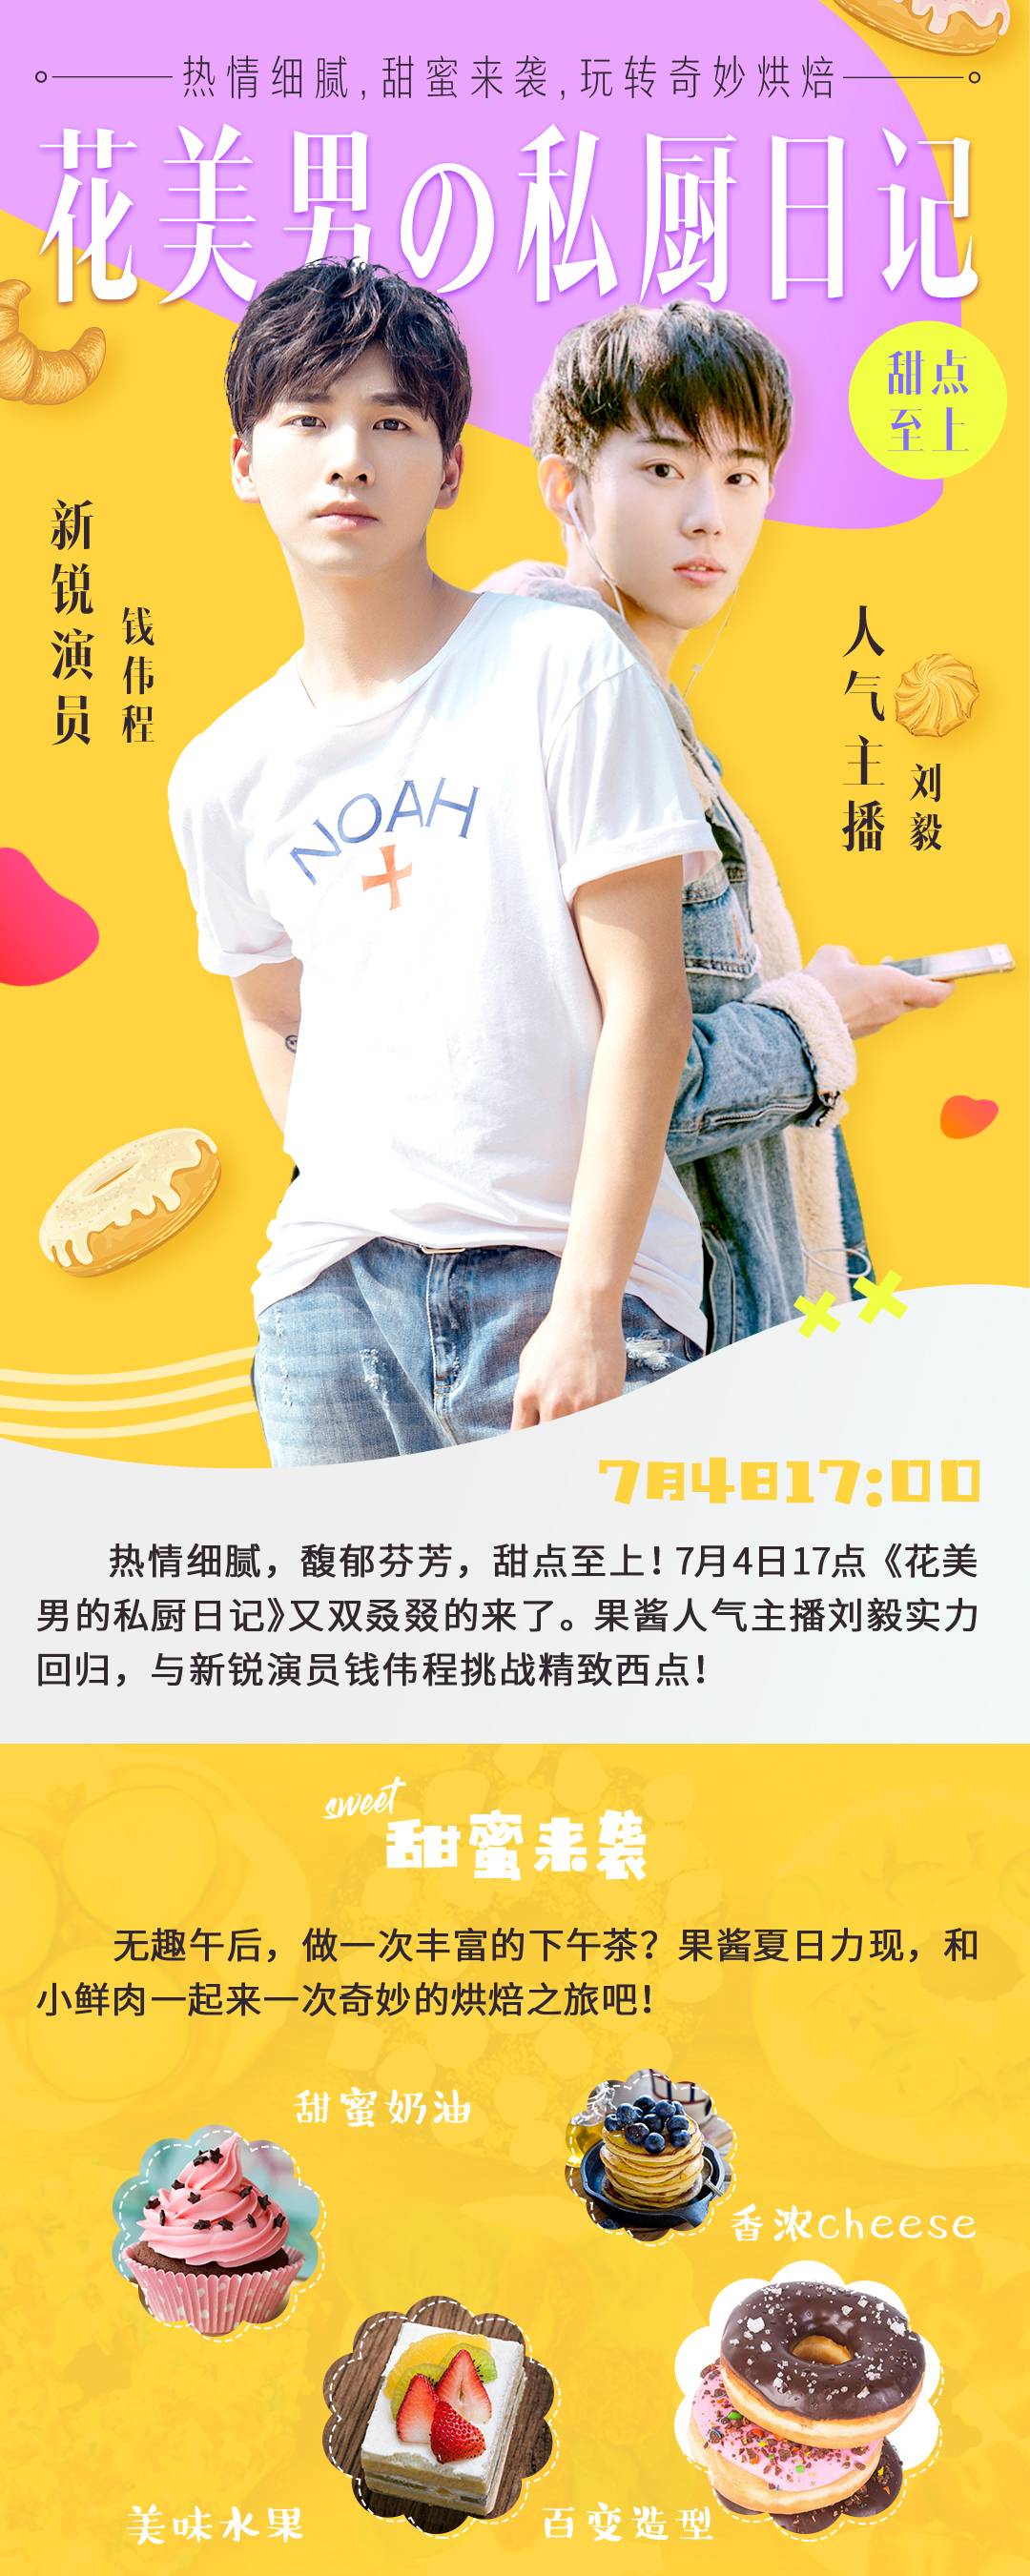 热情细腻,甜蜜来袭,玩转奇妙烘焙
花美男の私厨日记
甜点
至上
新锐演员
钱伟程
人气主播
刘毅
NOAH
7月4日17:00
热情细腻，馥郁芬芳，甜点至上！7月4日17点《花美
男的私厨日记》又双叒叕的来了。果酱人气主播刘毅实力
回归，与新锐演员钱伟程挑战精致西点！
sweet
甜蜜来袭
无趣午后，做一次丰富的下午茶？果酱夏日力现，和
小鲜肉一起来一次奇妙的烘焙之旅吧！
甜蜜奶油
香浓cheese
美味水果
百变造型